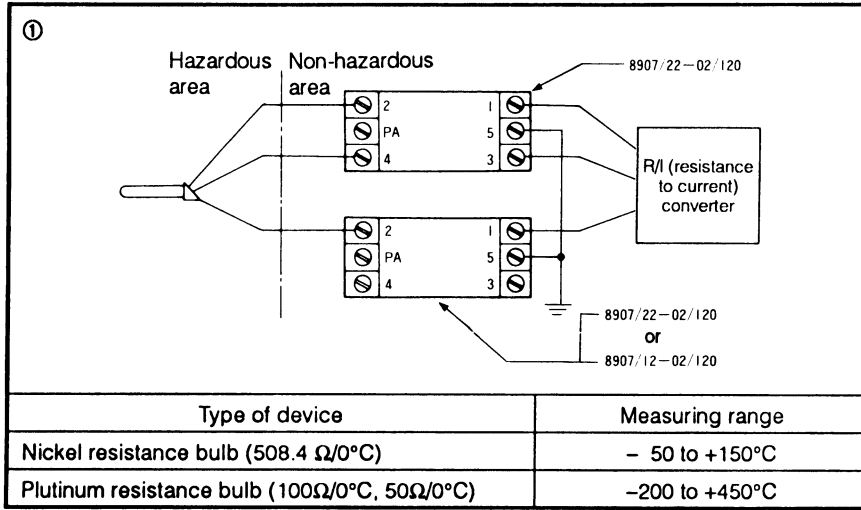 ①
Hazardous area
Non-hazardous area
8907/22–02/120
2 1
PA 5
4 3
R/I (resistance to current) converter
2 1
PA 5
4 3
8907/22–02/120
or
8907/12–02/120
Type of device Measuring range
Nickel resistance bulb (508.4 Ω/0°C) – 50 to +150°C
Plutinum resistance bulb (100Ω/0°C, 50Ω/0°C) –200 to +450°C